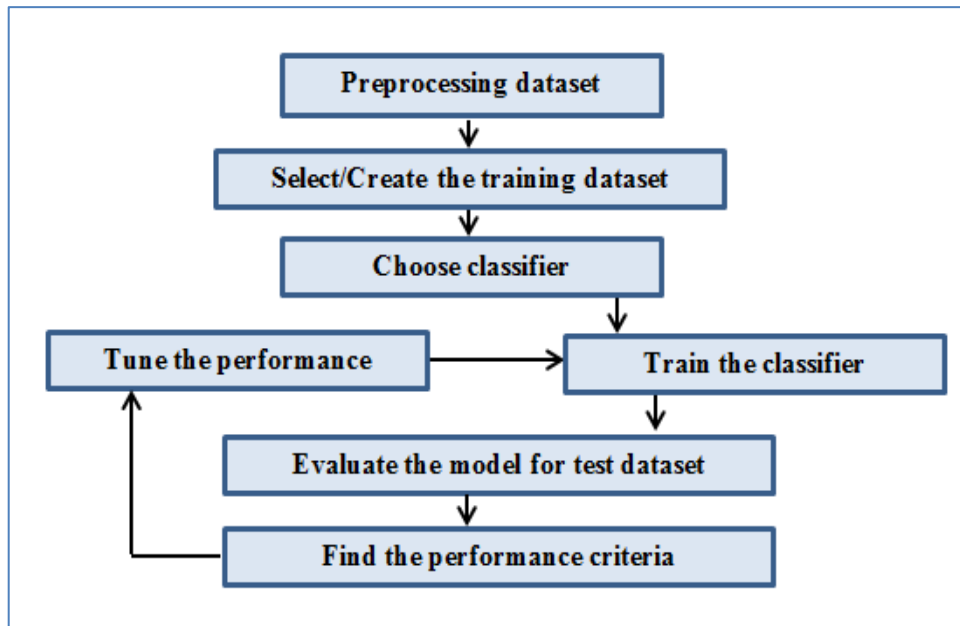 Preprocessing dataset
Select/Create the training dataset
Choose classifier
Tune the performance
Train the classifier
Evaluate the model for test dataset
Find the performance criteria